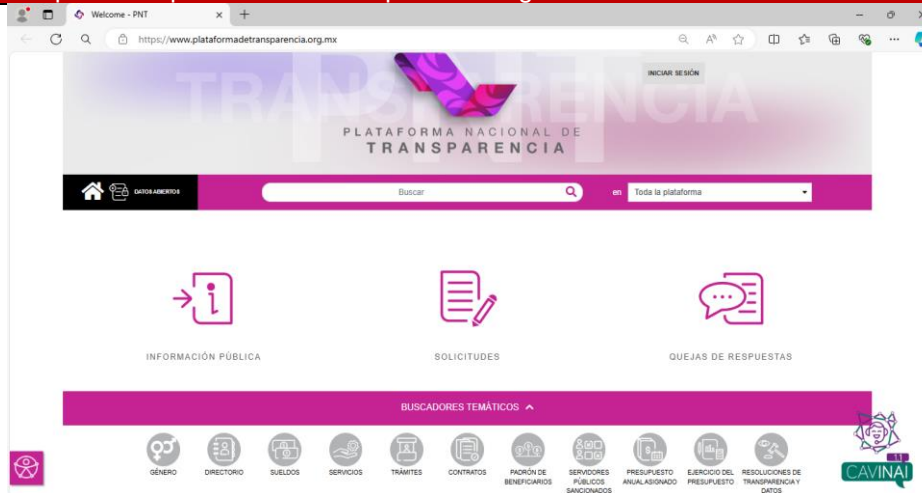 Welcome - PNT
https://www.plataformadetransparencia.org.mx
TRANSPARENCIA
INICIAR SESIÓN
PLATAFORMA NACIONAL DE
TRANSPARENCIA
DATOS ABIERTOS
Buscar
en
Toda la plataforma
INFORMACIÓN PÚBLICA
SOLICITUDES
QUEJAS DE RESPUESTAS
BUSCADORES TEMÁTICOS
GÉNERO
DIRECTORIO
SUELDOS
SERVICIOS
TRÁMITES
CONTRATOS
PADRÓN DE
BENEFICIARIOS
SERVIDORES
PÚBLICOS
SANCIONADOS
PRESUPUESTO
ANUAL ASIGNADO
EJERCICIO DEL
PRESUPUESTO
RESOLUCIONES DE
TRANSPARENCIA Y
DATOS
1.1
CAVINAI